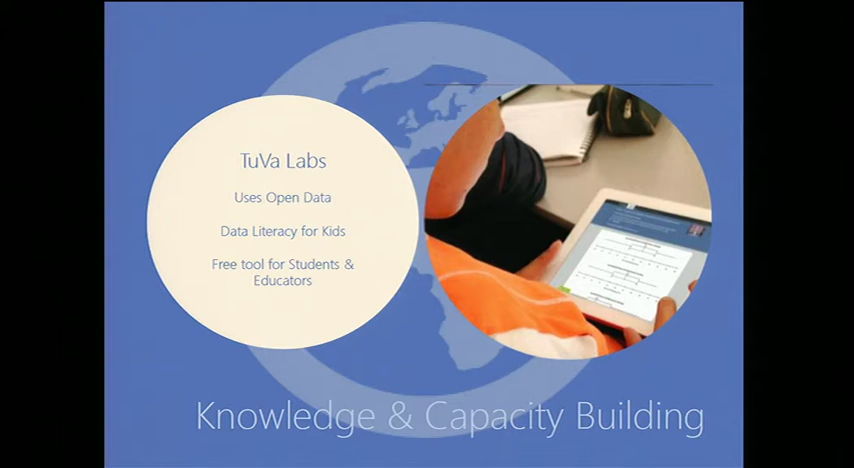 TuVa Labs
Uses Open Data
Data Literacy for Kids
Free tool for Students &
Educators
Knowledge & Capacity Building